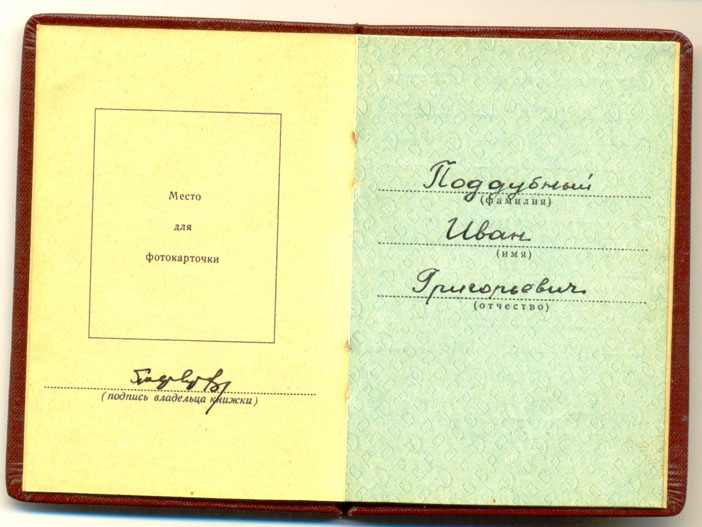 Место
для
фотокарточки
(подпись владельца книжки)
Поддубный
(фамилия)
Иван
(имя)
Григорьевич
(отчество)